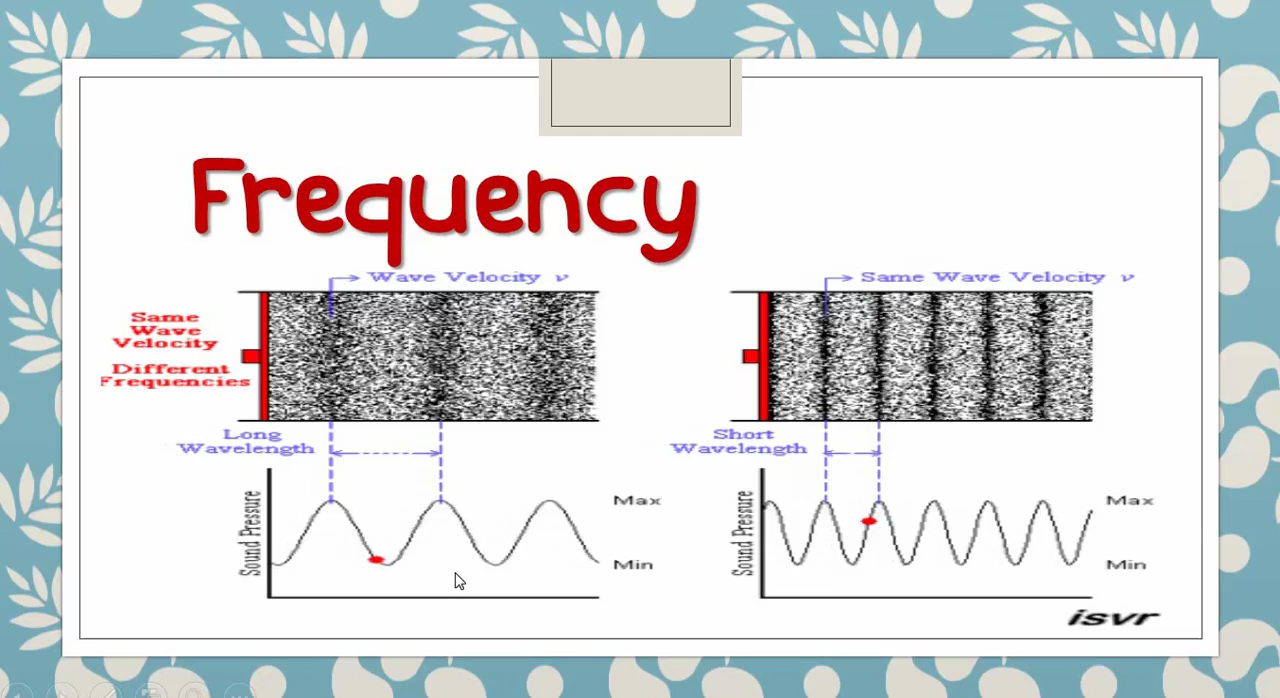 Frequency
Wave Velocity v
Same Wave Velocity v
Same
Wave
Velocity
Different
Frequencies
Long
Wavelength
Short
Wavelength
Sound Pressure
Max
Min
Sound Pressure
Max
Min
isvr